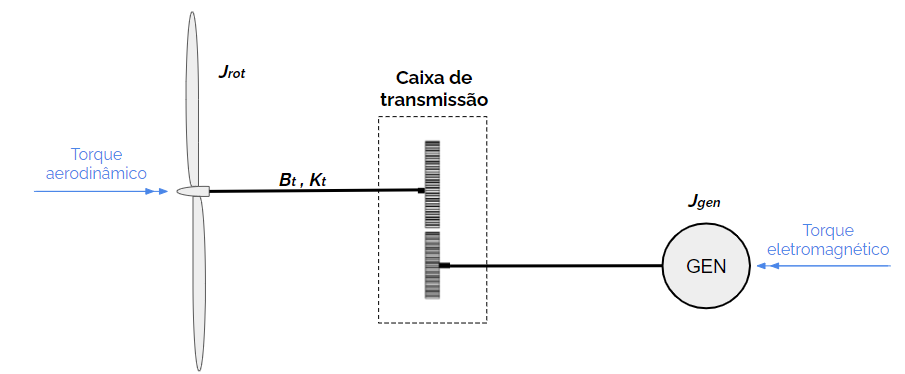 Jrot
Caixa de
transmissão
Torque
aerodinâmico
Bt , Kt
Jgen
Torque
eletromagnético
GEN